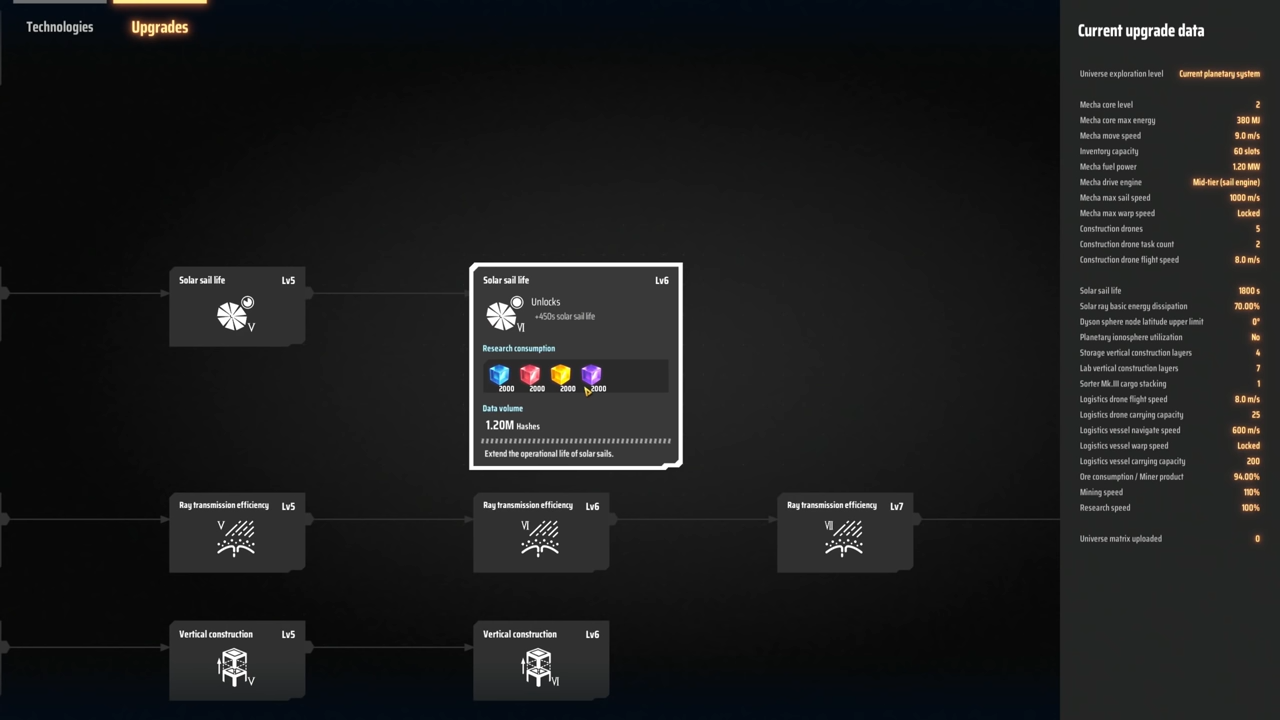 Technologies
Upgrades
Solar sail life Lv5
V
Solar sail life Lv6
VI
Unlocks
+450s solar sail life
Research consumption
2000 2000 2000 2000
Data volume
1.20M Hashes
Extend the operational life of solar sails.
Ray transmission efficiency Lv5
V
Ray transmission efficiency Lv6
VI
Ray transmission efficiency Lv7
VII
Vertical construction Lv5
V
Vertical construction Lv6
VI
Current upgrade data
Universe exploration level Current planetary system
Mecha core level 2
Mecha core max energy 380 MJ
Mecha move speed 9.0 m/s
Inventory capacity 60 slots
Mecha fuel power 1.20 MW
Mecha drive engine Mid-tier (sail engine)
Mecha max sail speed 1000 m/s
Mecha max warp speed Locked
Construction drones 5
Construction drone task count 2
Construction drone flight speed 8.0 m/s
Solar sail life 1800 s
Solar ray basic energy dissipation 70.00%
Dyson sphere node latitude upper limit 0°
Planetary ionosphere utilization No
Storage vertical construction layers 4
Lab vertical construction layers 7
Sorter Mk.III cargo stacking 1
Logistics drone flight speed 8.0 m/s
Logistics drone carrying capacity 25
Logistics vessel navigate speed 600 m/s
Logistics vessel warp speed Locked
Logistics vessel carrying capacity 200
Ore consumption / Miner product 94.00%
Mining speed 110%
Research speed 100%
Universe matrix uploaded 0